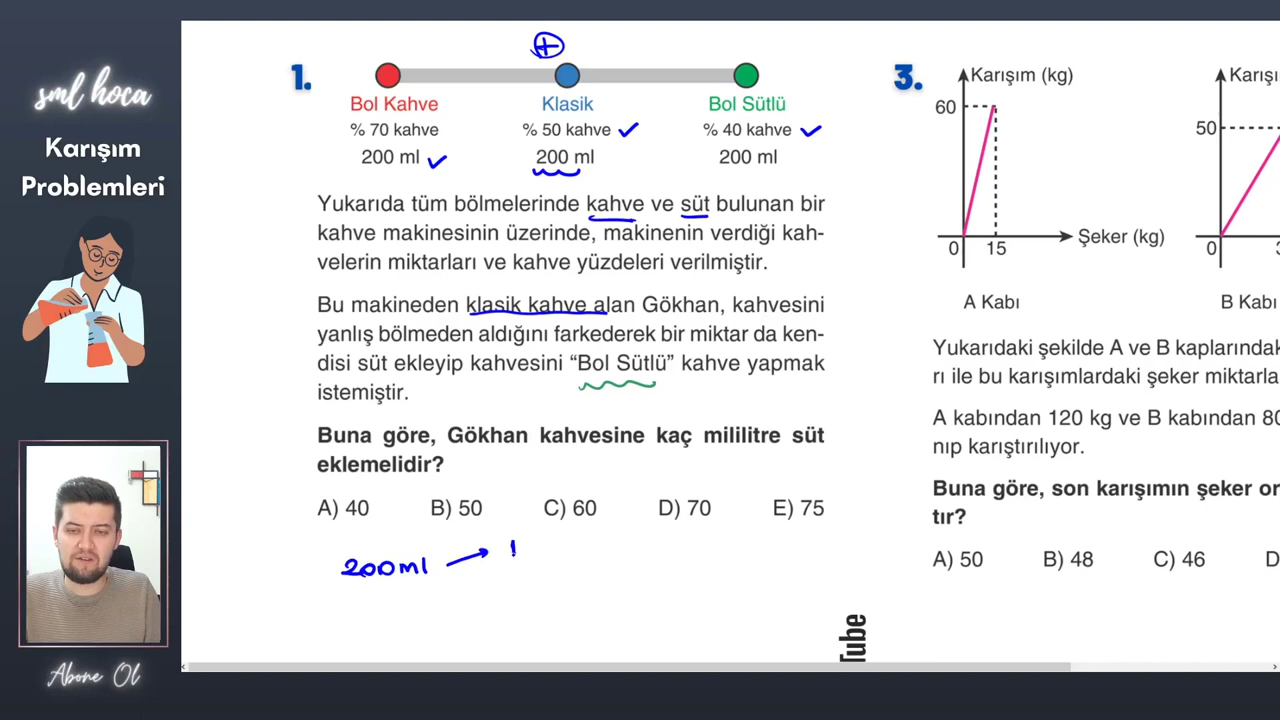 sml hoca
Karışım
Problemleri
Abone Ol
1.
Bol Kahve
% 70 kahve
200 ml
Klasik
% 50 kahve
200 ml
Bol Sütlü
% 40 kahve
200 ml
Yukarıda tüm bölmelerinde kahve ve süt bulunan bir
kahve makinesinin üzerinde, makinenin verdiği kah-
velerin miktarları ve kahve yüzdeleri verilmiştir.
Bu makineden klasik kahve alan Gökhan, kahvesini
yanlış bölmeden aldığını farkederek bir miktar da ken-
disi süt ekleyip kahvesini “Bol Sütlü” kahve yapmak
istemiştir.
Buna göre, Gökhan kahvesine kaç mililitre süt
eklemelidir?
A) 40 B) 50 C) 60 D) 70 E) 75
200ml
3.
Karışım (kg)
60
0
15
Şeker (kg)
A Kabı
Karışı
50
0
B Kabı
Yukarıdaki şekilde A ve B kaplarındak
rı ile bu karışımlardaki şeker miktarla
A kabından 120 kg ve B kabından 80
nıp karıştırılıyor.
Buna göre, son karışımın şeker or
tır?
A) 50 B) 48 C) 46 D
Tube